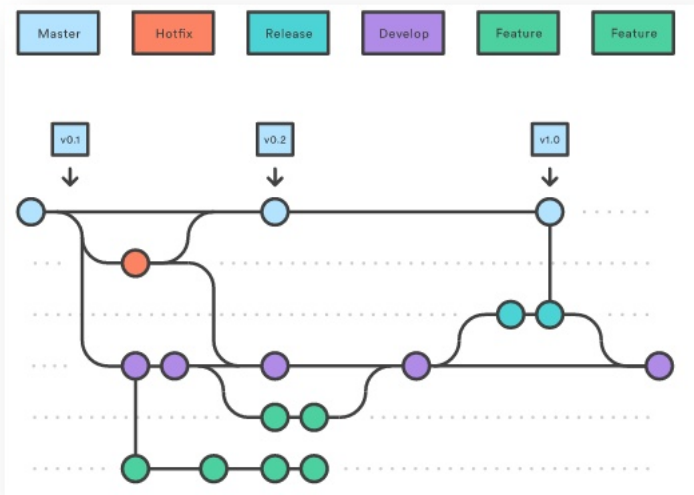 Master
Hotfix
Release
Develop
Feature
Feature
v0.1
v0.2
v1.0